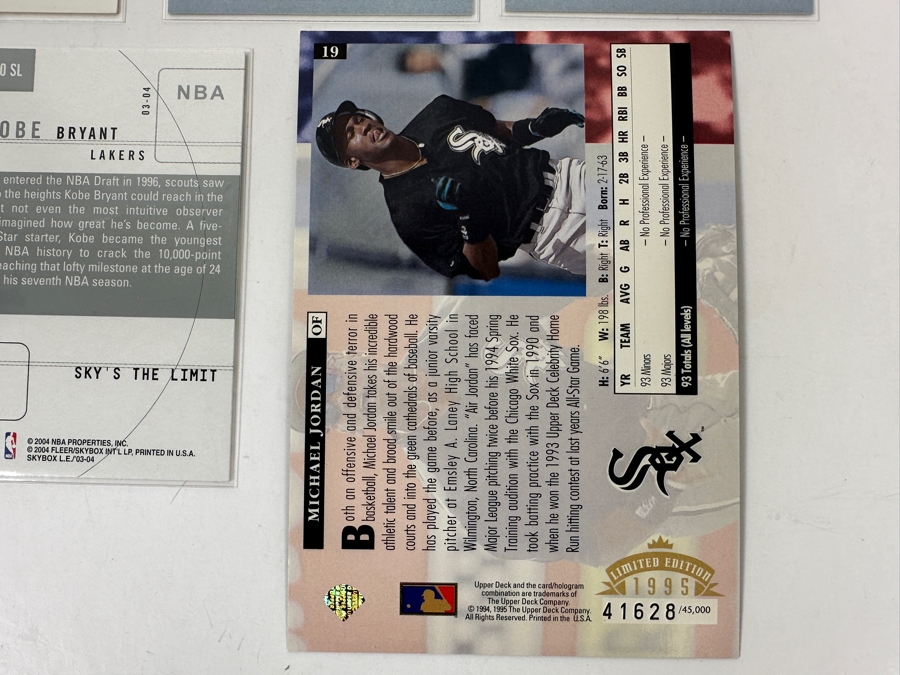 0 SL
NBA
03-04
OBE BRYANT
LAKERS
entered the NBA Draft in 1996, scouts saw
the heights Kobe Bryant could reach in the
t not even the most intuitive observer
imagined how great he's become. A five-
Star starter, Kobe became the youngest
NBA history to crack the 10,000-point
eaching that lofty milestone at the age of 24
his seventh NBA season.
SKY'S THE LIMIT
© 2004 NBA PROPERTIES, INC.
© 2004 FLEER/SKYBOX INT'L LP, PRINTED IN U.S.A.
SKYBOX L.E./'03-04
19
MICHAEL JORDAN OF
Both an offensive and defensive terror in
basketball, Michael Jordan takes his incredible
athletic talent and broad smile out of the hardwood
courts and into the green cathedrals of baseball. He
has played the game before, as a junior varsity
pitcher at Emsley A. Laney High School in
Wilmington, North Carolina. "Air Jordan" has faced
Major League pitching twice before his 1994 Spring
Training audition with the Chicago White Sox. He
took batting practice with the Sox in 1990 and
when he won the 1993 Upper Deck Celebrity Home
Run hitting contest at last years All-Star Game.
H: 6'6" W: 198 lbs. B: Right T: Right Born: 2-17-63
YR TEAM AVG G AB R H 2B 3B HR RBI BB SO SB
93 Minors – No Professional Experience –
93 Majors – No Professional Experience –
93 Totals (All levels) – No Professional Experience –
Sox
Upper Deck and the card/hologram
combination are trademarks of
The Upper Deck Company.
© 1994, 1995 The Upper Deck Company.
All Rights Reserved. Printed in the U.S.A.
LIMITED EDITION
1995
41628/45,000